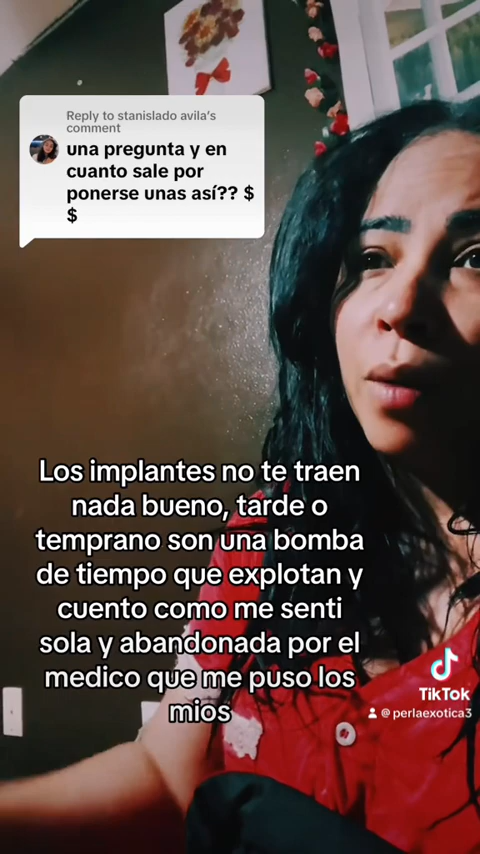 Reply to stanislado avila's
comment
una pregunta y en
cuanto sale por
ponerse unas así?? $
$
Los implantes no te traen
nada bueno, tarde o
temprano son una bomba
de tiempo que explotan y
cuento como me senti
sola y abandonada por el
medico que me puso los
mios
TikTok
@perlaexotica3